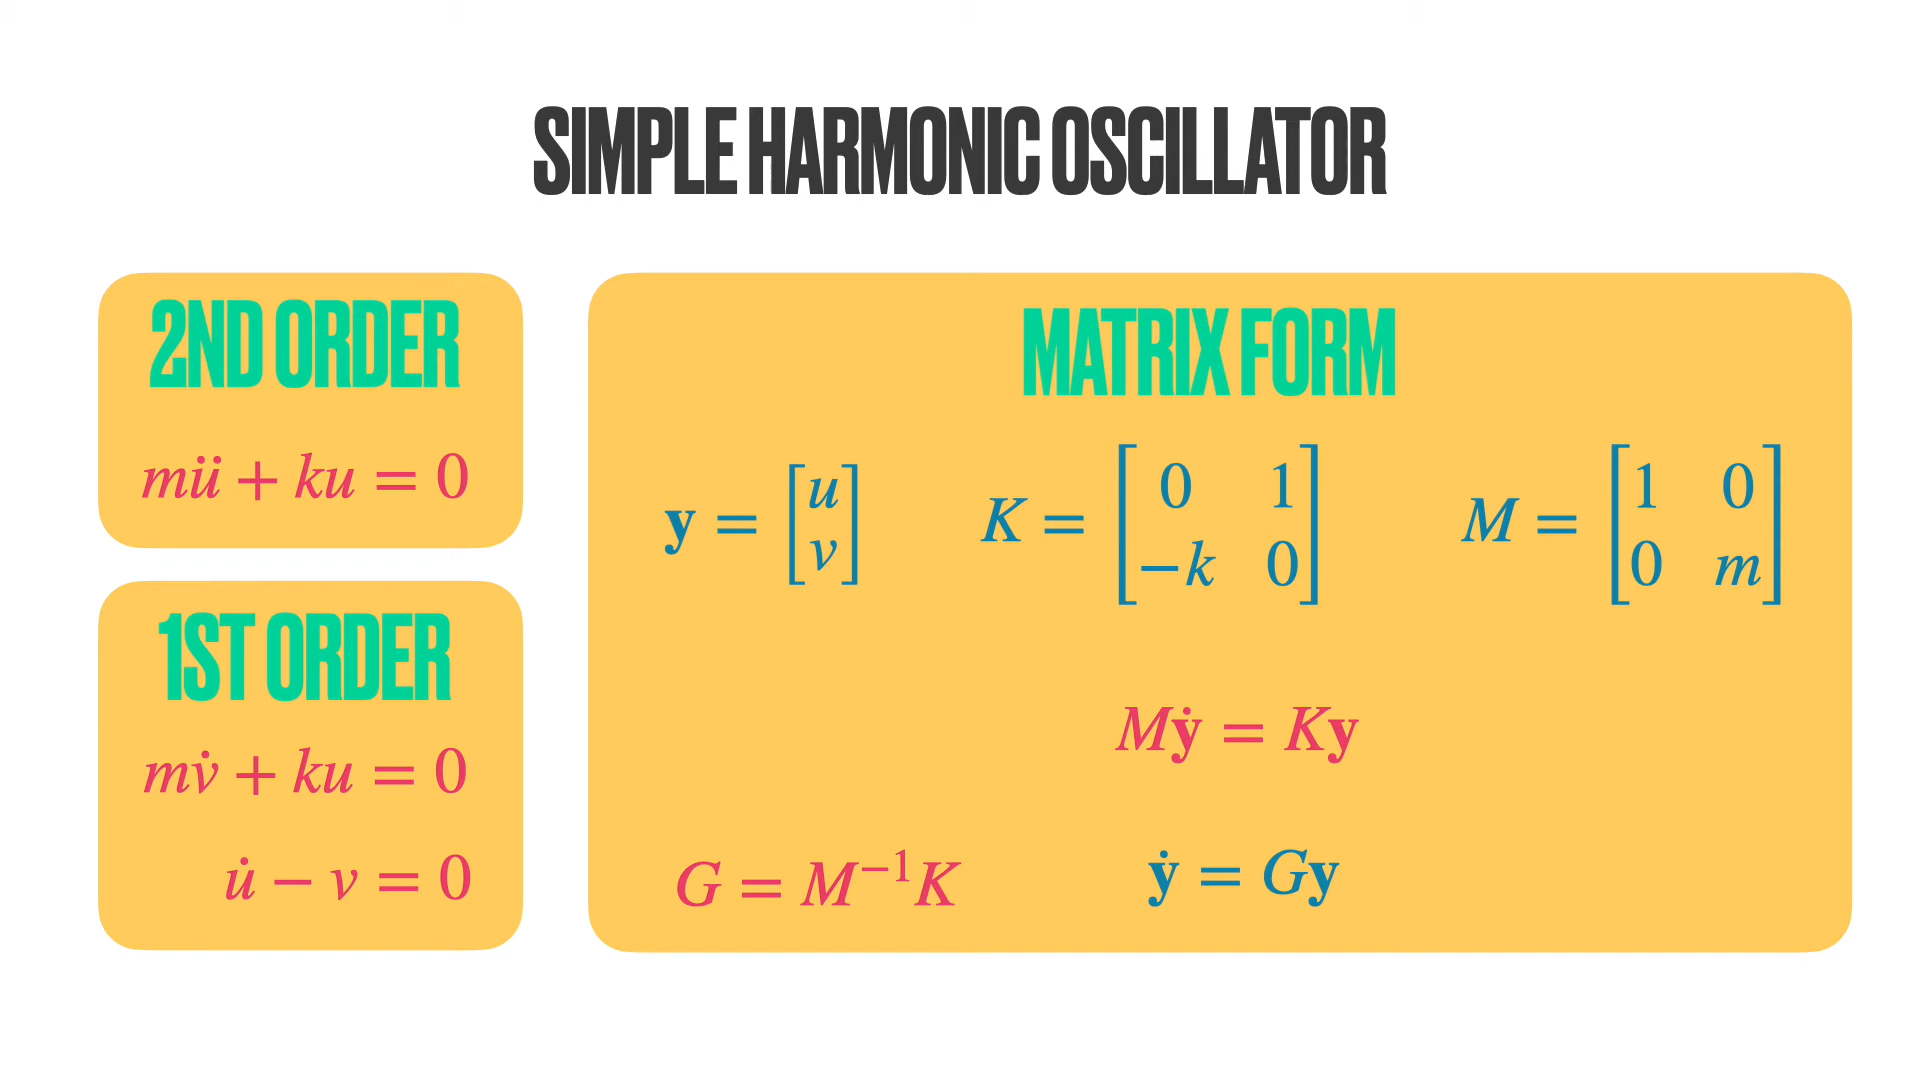 SIMPLE HARMONIC OSCILLATOR
2ND ORDER
mü + ku = 0
1ST ORDER
mv̇ + ku = 0
u̇ − v = 0
MATRIX FORM
y = [u v] K = [0 1 −k 0] M = [1 0 0 m]
Mẏ = Ky
G = M⁻¹K ẏ = Gy